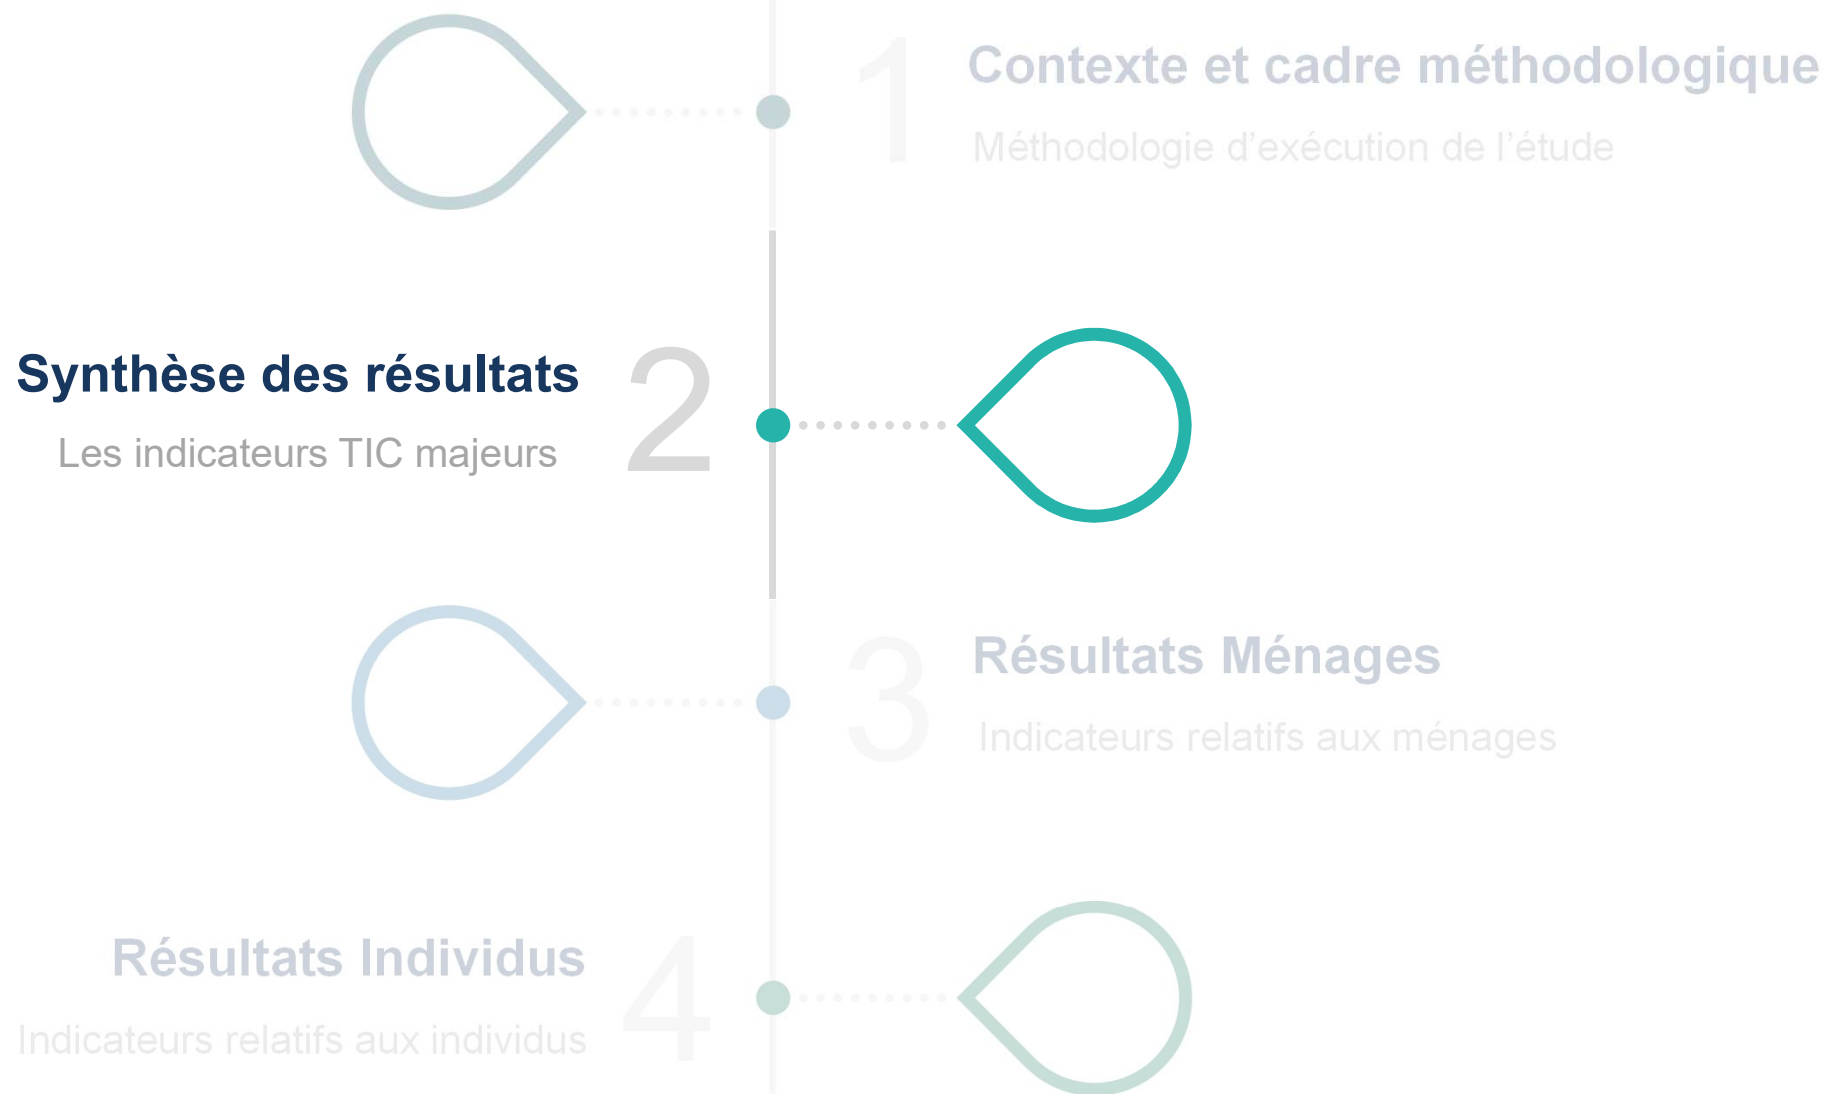 1
Contexte et cadre méthodologique
Méthodologie d’exécution de l’étude
Synthèse des résultats
2
Les indicateurs TIC majeurs
3
Résultats Ménages
Indicateurs relatifs aux ménages
Résultats Individus
4
Indicateurs relatifs aux individus